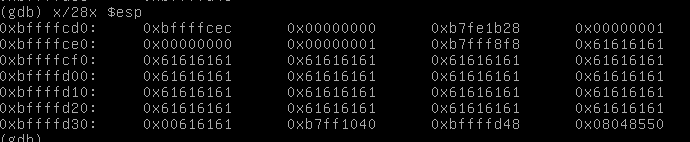 (gdb) x/28x $esp
0xbffffcd0: 0xbffffcec 0x00000000 0xb7fe1b28 0x00000001
0xbffffce0: 0x00000000 0x00000001 0xb7fff8f8 0x61616161
0xbffffcf0: 0x61616161 0x61616161 0x61616161 0x61616161
0xbffffd00: 0x61616161 0x61616161 0x61616161 0x61616161
0xbffffd10: 0x61616161 0x61616161 0x61616161 0x61616161
0xbffffd20: 0x61616161 0x61616161 0x61616161 0x61616161
0xbffffd30: 0x00616161 0xb7ff1040 0xbffffd48 0x08048550
(gdb)